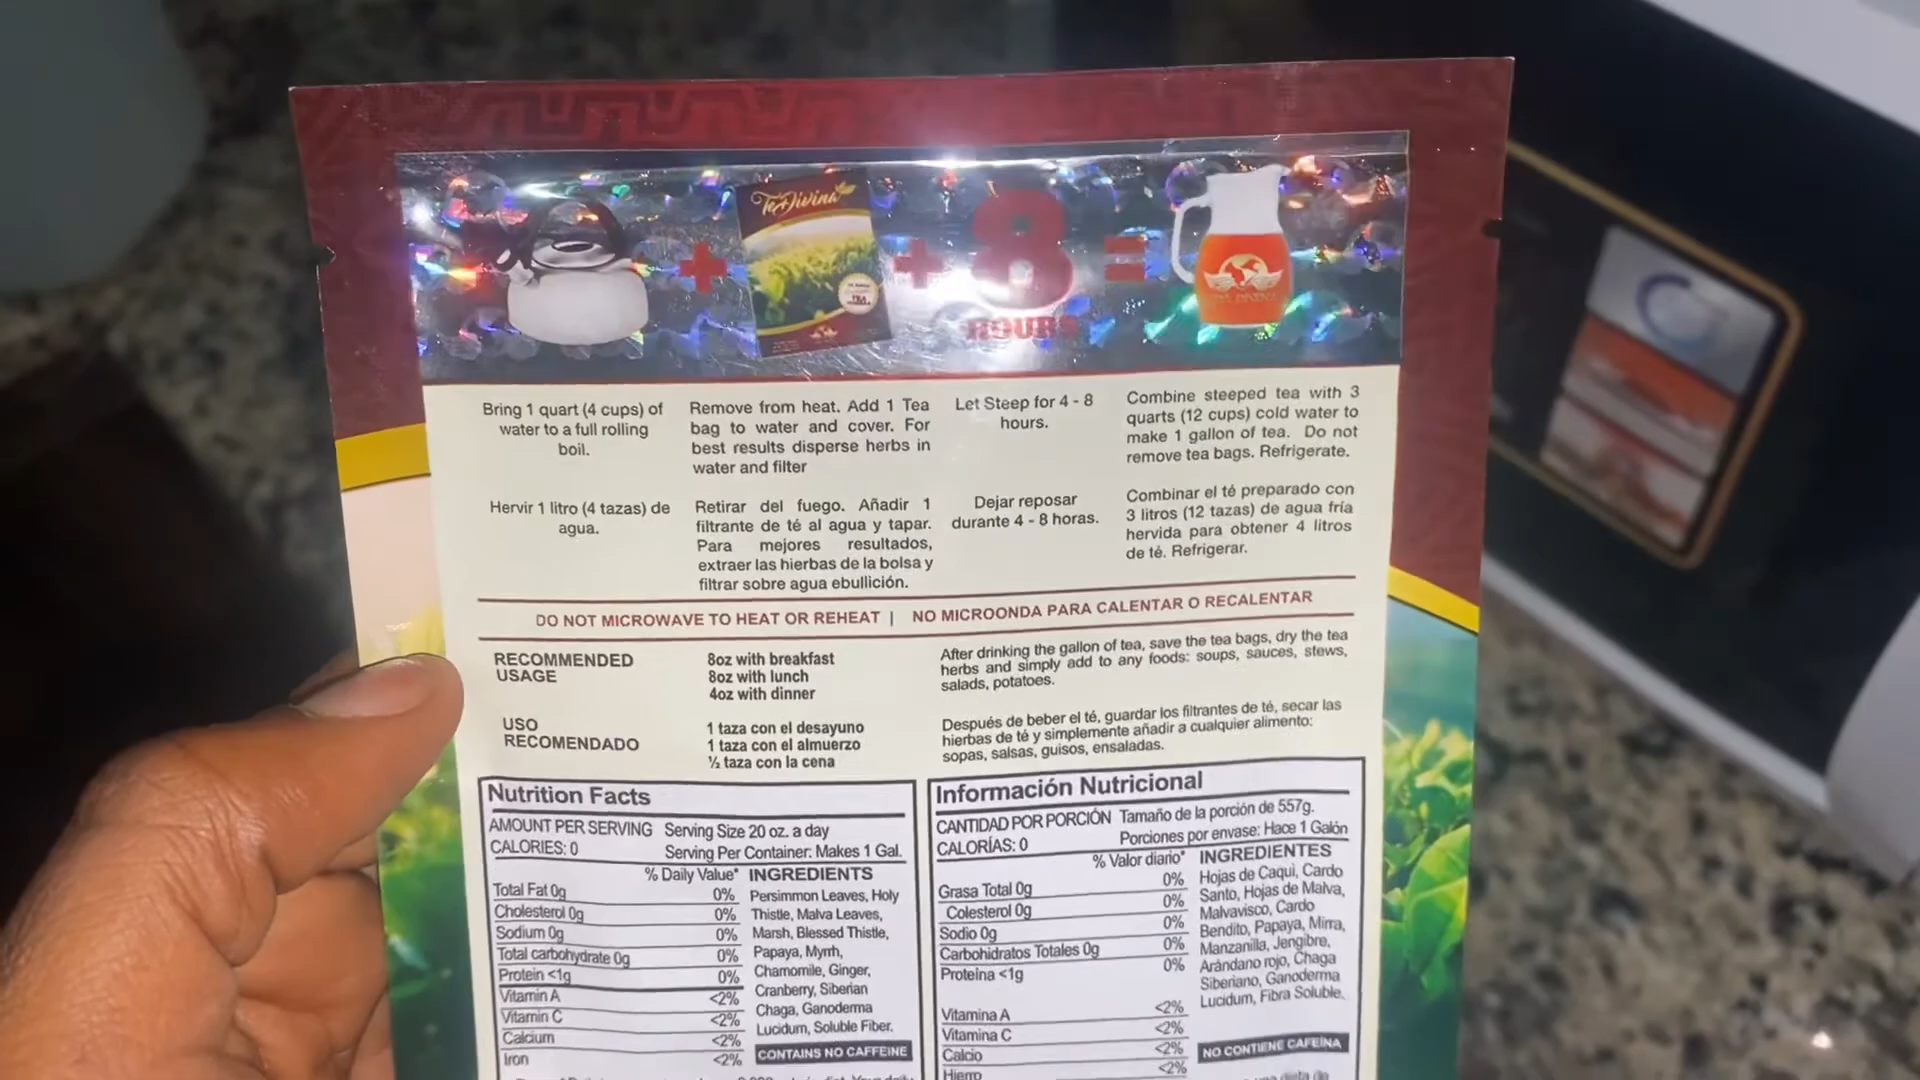 TeDivina
TEA
8
HOURS
Bring 1 quart (4 cups) of
water to a full rolling
boil.
Remove from heat. Add 1 Tea
bag to water and cover. For
best results disperse herbs in
water and filter
Let Steep for 4 - 8
hours.
Combine steeped tea with 3
quarts (12 cups) cold water to
make 1 gallon of tea. Do not
remove tea bags. Refrigerate.
Hervir 1 litro (4 tazas) de
agua.
Retirar del fuego. Añadir 1
filtrante de té al agua y tapar.
Para mejores resultados,
extraer las hierbas de la bolsa y
filtrar sobre agua ebullición.
Dejar reposar
durante 4 - 8 horas.
Combinar el té preparado con
3 litros (12 tazas) de agua fría
hervida para obtener 4 litros
de té. Refrigerar.
DO NOT MICROWAVE TO HEAT OR REHEAT | NO MICROONDA PARA CALENTAR O RECALENTAR
RECOMMENDED
USAGE
8oz with breakfast
8oz with lunch
4oz with dinner
After drinking the gallon of tea, save the tea bags, dry the tea
herbs and simply add to any foods: soups, sauces, stews,
salads, potatoes.
USO
RECOMENDADO
1 taza con el desayuno
1 taza con el almuerzo
½ taza con la cena
Después de beber el té, guardar los filtrantes de té, secar las
hierbas de té y simplemente añadir a cualquier alimento:
sopas, salsas, guisos, ensaladas.
Nutrition Facts
AMOUNT PER SERVING Serving Size 20 oz. a day
CALORIES: 0 Serving Per Container: Makes 1 Gal.
% Daily Value*
Total Fat 0g 0%
Cholesterol 0g 0%
Sodium 0g 0%
Total carbohydrate 0g 0%
Protein <1g 0%
Vitamin A <2%
Vitamin C <2%
Calcium <2%
Iron <2%
INGREDIENTS
Persimmon Leaves, Holy
Thistle, Malva Leaves,
Marsh, Blessed Thistle,
Papaya, Myrrh,
Chamomile, Ginger,
Cranberry, Siberian
Chaga, Ganoderma
Lucidum, Soluble Fiber.
CONTAINS NO CAFFEINE
Información Nutricional
CANTIDAD POR PORCIÓN Tamaño de la porción de 557g.
CALORÍAS: 0 Porciones por envase: Hace 1 Galón
% Valor diario*
Grasa Total 0g 0%
Colesterol 0g 0%
Sodio 0g 0%
Carbohidratos Totales 0g 0%
Proteina <1g 0%
Vitamina A <2%
Vitamina C <2%
Calcio <2%
Hierro <2%
INGREDIENTES
Hojas de Caqui, Cardo
Santo, Hojas de Malva,
Malvavisco, Cardo
Bendito, Papaya, Mirra,
Manzanilla, Jengibre,
Arándano rojo, Chaga
Siberiano, Ganoderma
Lucidum, Fibra Soluble.
NO CONTIENE CAFEÍNA